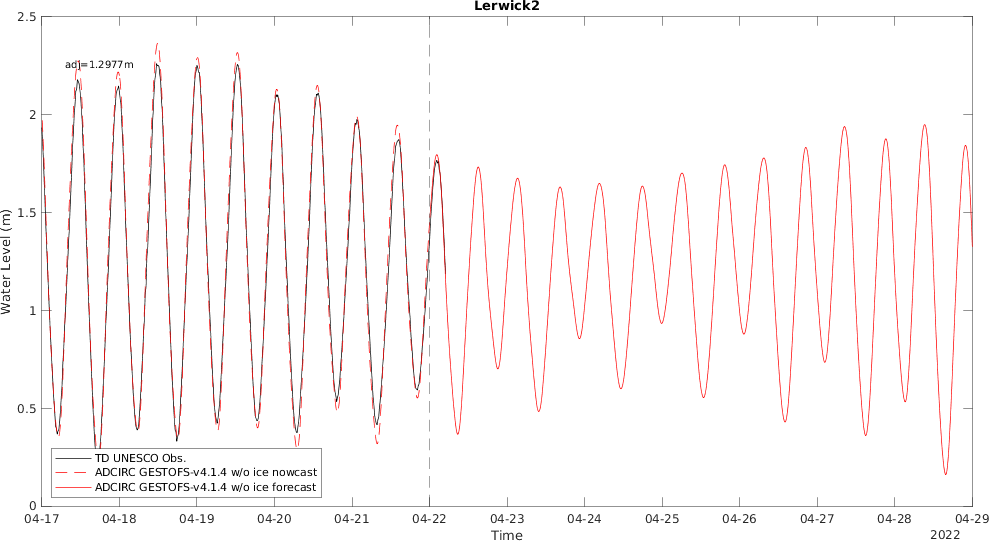 Lerwick2
2.5
2
1.5
1
0.5
0
Water Level (m)
adj=1.2977m
TD UNESCO Obs.
ADCIRC GESTOFS-v4.1.4 w/o ice nowcast
ADCIRC GESTOFS-v4.1.4 w/o ice forecast
04-17 04-18 04-19 04-20 04-21 04-22 04-23 04-24 04-25 04-26 04-27 04-28 04-29
Time
2022